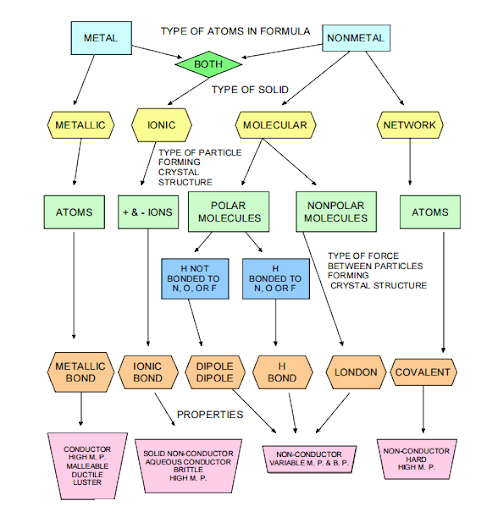 TYPE OF ATOMS IN FORMULA
METAL
NONMETAL
BOTH
TYPE OF SOLID
METALLIC
IONIC
MOLECULAR
NETWORK
TYPE OF PARTICLE
FORMING
CRYSTAL
STRUCTURE
ATOMS
+ & - IONS
POLAR
MOLECULES
NONPOLAR
MOLECULES
ATOMS
H NOT
BONDED TO
N, O, OR F
H
BONDED TO
N, O, OR F
TYPE OF FORCE
BETWEEN PARTICLES
FORMING
CRYSTAL STRUCTURE
METALLIC
BOND
IONIC
BOND
DIPOLE
DIPOLE
H
BOND
LONDON
COVALENT
PROPERTIES
CONDUCTOR
HIGH M. P.
MALLEABLE
DUCTILE
LUSTER
SOLID NON-CONDUCTOR
AQUEOUS CONDUCTOR
BRITTLE
HIGH M. P.
NON-CONDUCTOR
VARIABLE M. P. & B. P.
NON-CONDUCTOR
HARD
HIGH M. P.